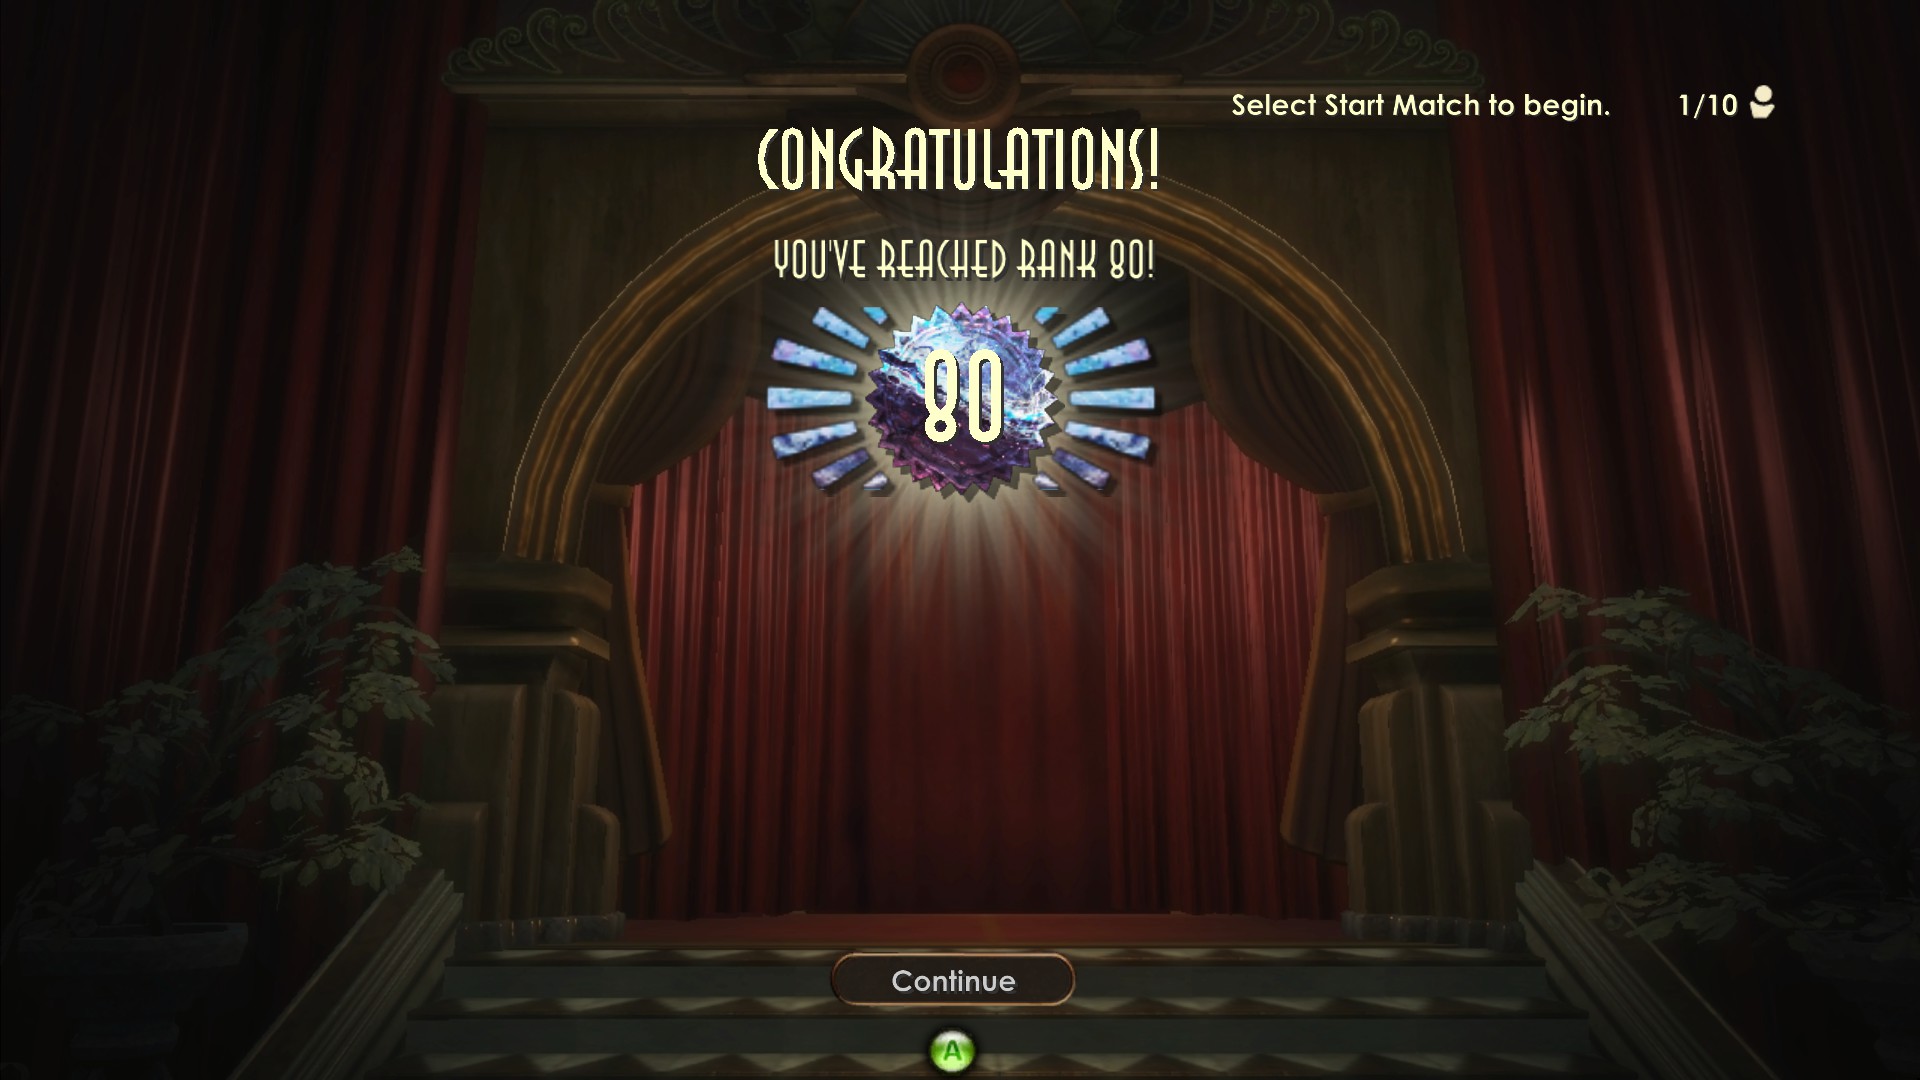 Select Start Match to begin. 1/10
CONGRATULATIONS!
YOU'VE REACHED RANK 80!
80
Continue
A